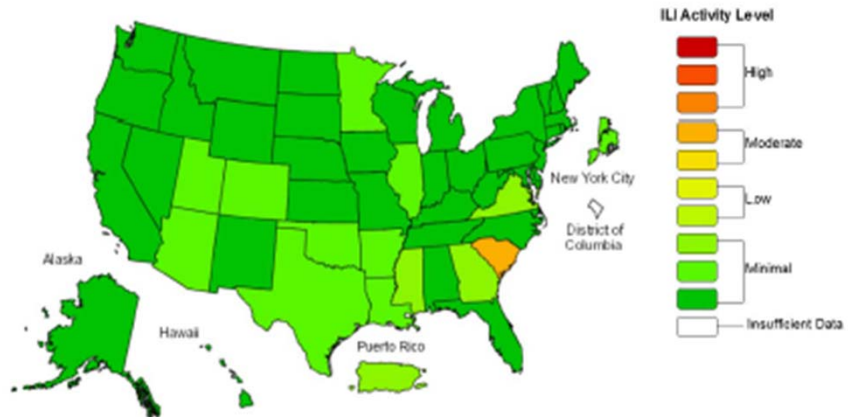 ILI Activity Level
High
Moderate
Low
Minimal
Insufficient Data
New York City
District of
Columbia
Alaska
Hawaii
Puerto Rico